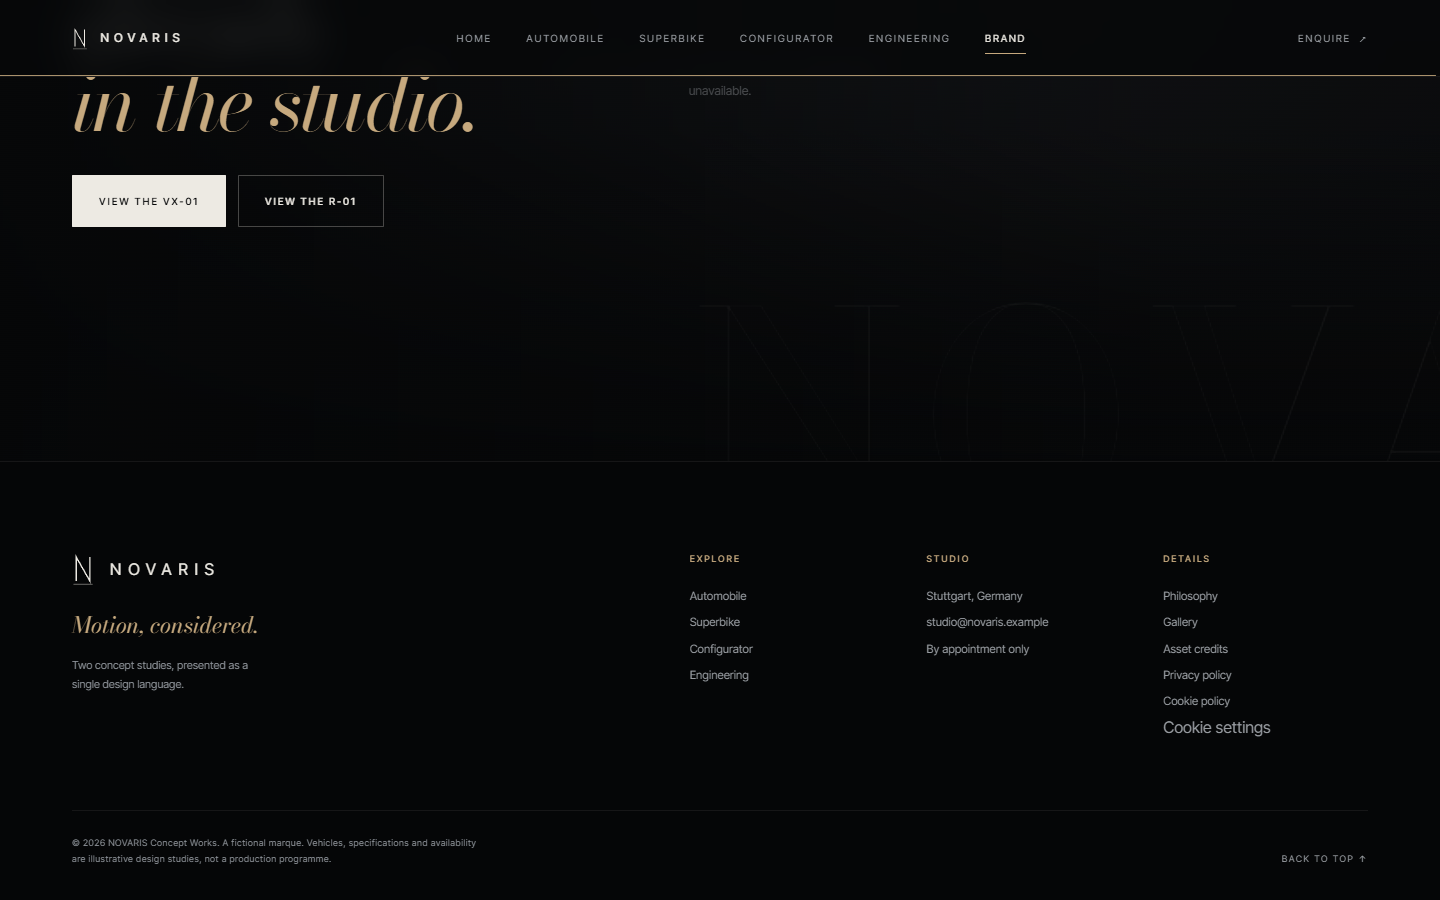 NOVARIS
HOME AUTOMOBILE SUPERBIKE CONFIGURATOR ENGINEERING BRAND
ENQUIRE ↗
in the studio.
unavailable.
VIEW THE VX-01
VIEW THE R-01
NOVA
NOVARIS
Motion, considered.
Two concept studies, presented as a
single design language.
EXPLORE
Automobile
Superbike
Configurator
Engineering
STUDIO
Stuttgart, Germany
studio@novaris.example
By appointment only
DETAILS
Philosophy
Gallery
Asset credits
Privacy policy
Cookie policy
Cookie settings
© 2026 NOVARIS Concept Works. A fictional marque. Vehicles, specifications and availability
are illustrative design studies, not a production programme.
BACK TO TOP ↑